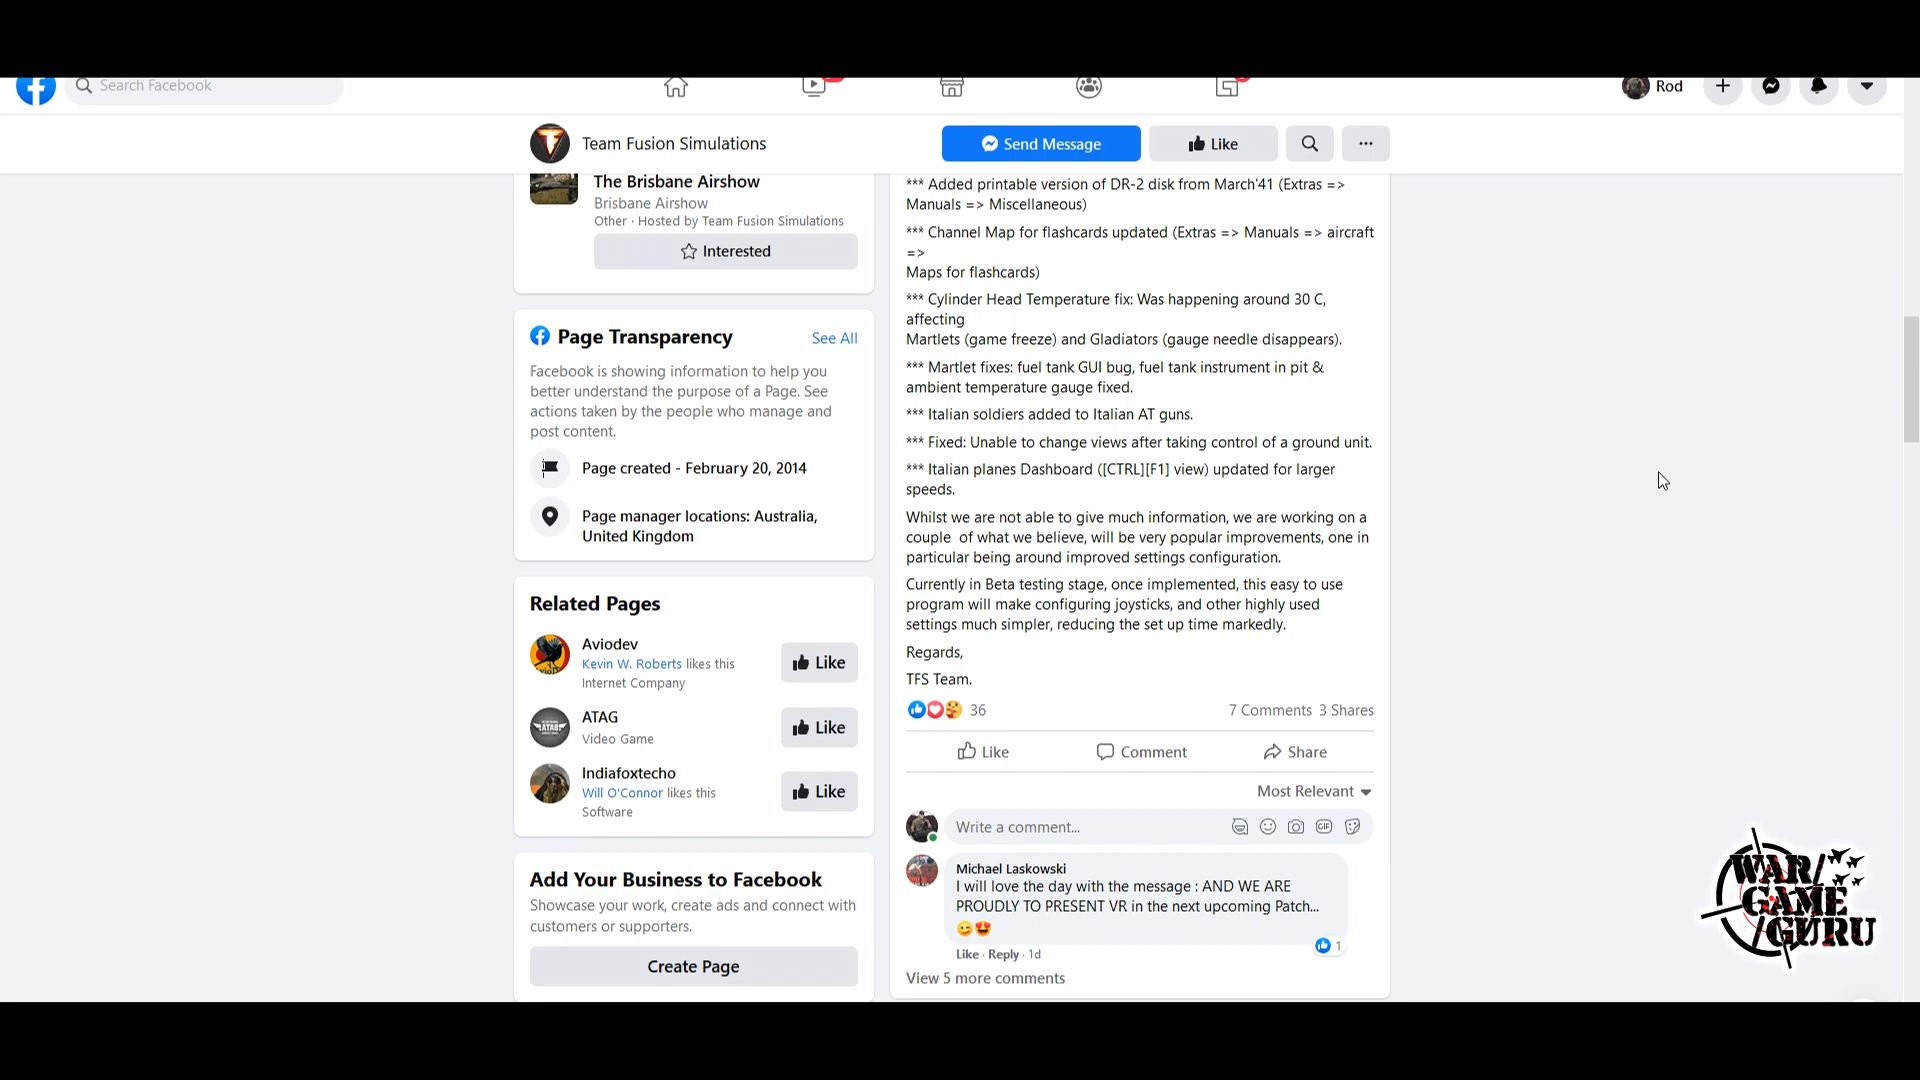 Search Facebook
Rod
Team Fusion Simulations
Send Message
Like
The Brisbane Airshow
Brisbane Airshow
Other · Hosted by Team Fusion Simulations
Interested
Page Transparency
See All
Facebook is showing information to help you
better understand the purpose of a Page. See
actions taken by the people who manage and
post content.
Page created - February 20, 2014
Page manager locations: Australia,
United Kingdom
Related Pages
Aviodev
Kevin W. Roberts likes this
Internet Company
Like
ATAG
Video Game
Like
Indiafoxtecho
Will O'Connor likes this
Software
Like
Add Your Business to Facebook
Showcase your work, create ads and connect with
customers or supporters.
Create Page
*** Added printable version of DR-2 disk from March'41 (Extras =>
Manuals => Miscellaneous)
*** Channel Map for flashcards updated (Extras => Manuals => aircraft
=>
Maps for flashcards)
*** Cylinder Head Temperature fix: Was happening around 30 C,
affecting
Martlets (game freeze) and Gladiators (gauge needle disappears).
*** Martlet fixes: fuel tank GUI bug, fuel tank instrument in pit &
ambient temperature gauge fixed.
*** Italian soldiers added to Italian AT guns.
*** Fixed: Unable to change views after taking control of a ground unit.
*** Italian planes Dashboard ([CTRL][F1] view) updated for larger
speeds.
Whilst we are not able to give much information, we are working on a
couple of what we believe, will be very popular improvements, one in
particular being around improved settings configuration.
Currently in Beta testing stage, once implemented, this easy to use
program will make configuring joysticks, and other highly used
settings much simpler, reducing the set up time markedly.
Regards,
TFS Team.
36
7 Comments 3 Shares
Like
Comment
Share
Most Relevant
Write a comment...
GIF
Michael Laskowski
I will love the day with the message : AND WE ARE
PROUDLY TO PRESENT VR in the next upcoming Patch...
1
Like · Reply · 1d
View 5 more comments
WAR/
GAME
GURU